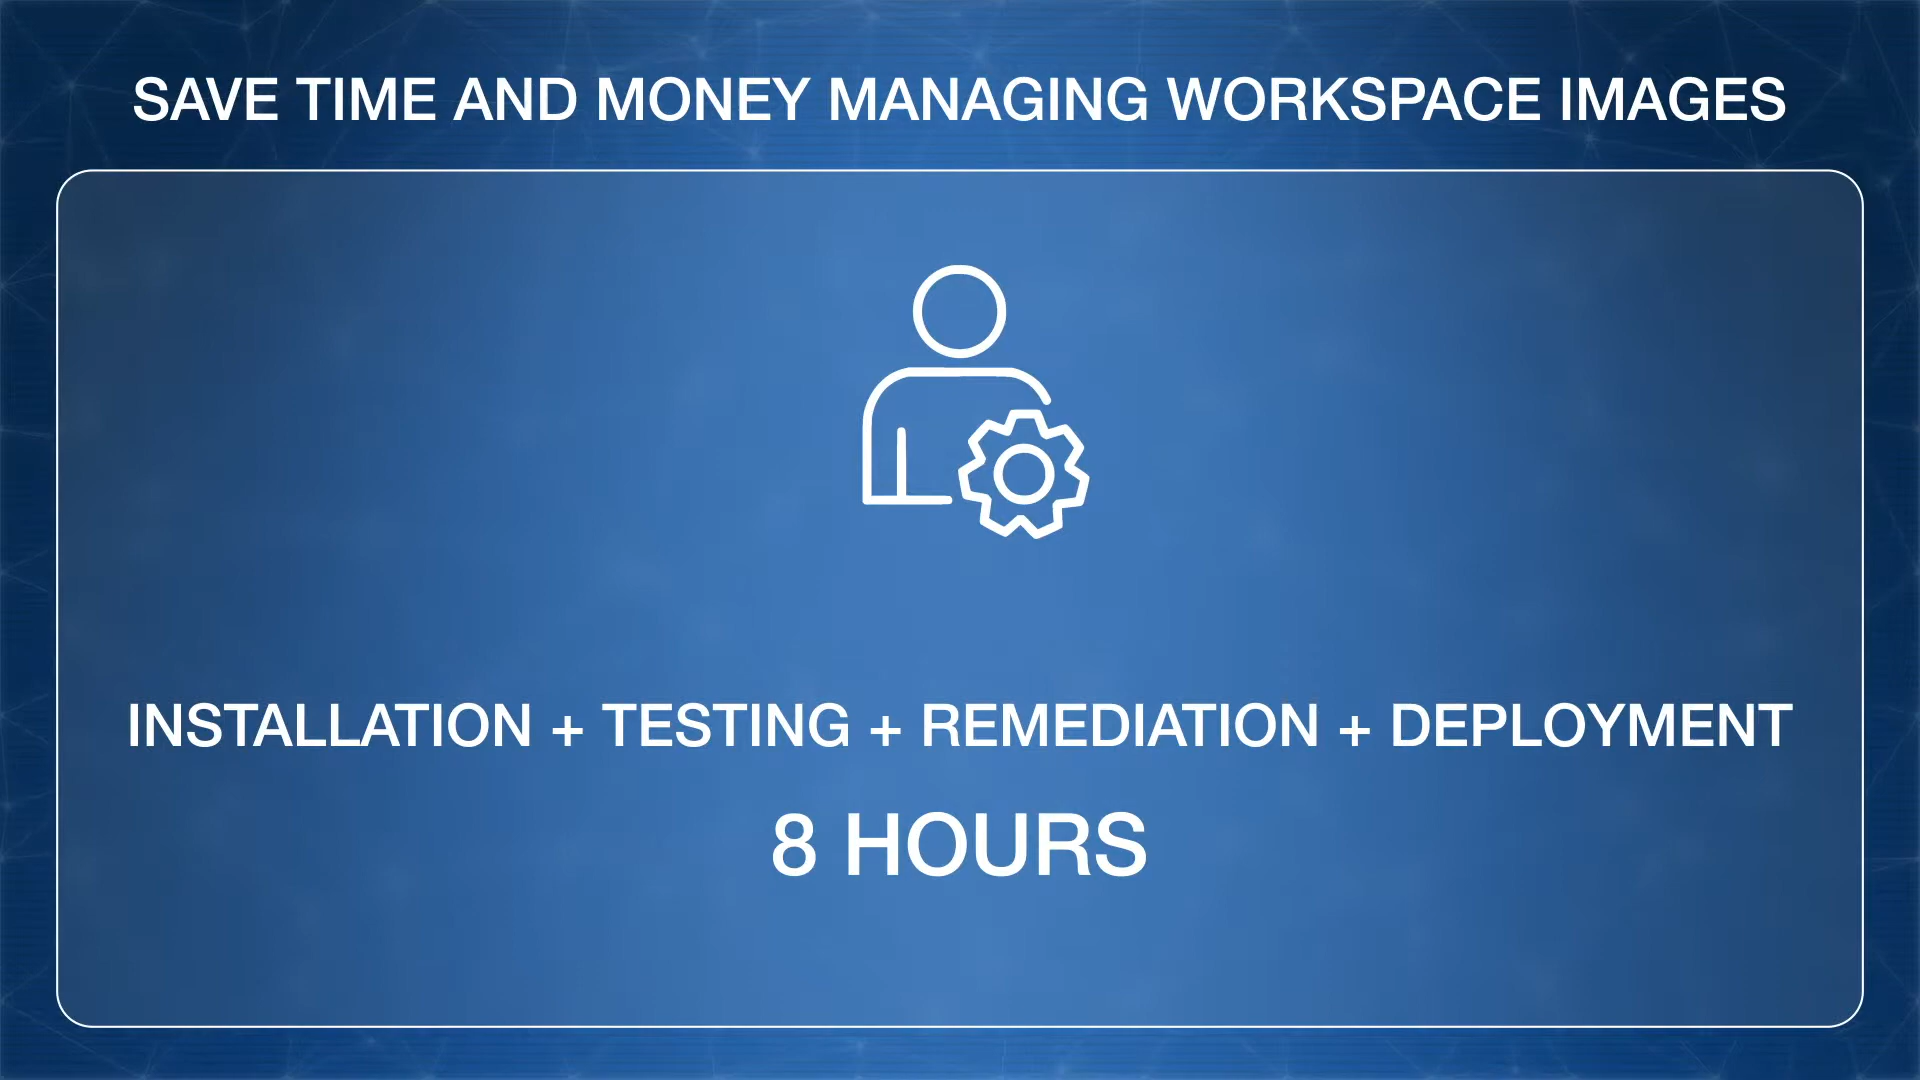 SAVE TIME AND MONEY MANAGING WORKSPACE IMAGES
INSTALLATION + TESTING + REMEDIATION + DEPLOYMENT
8 HOURS